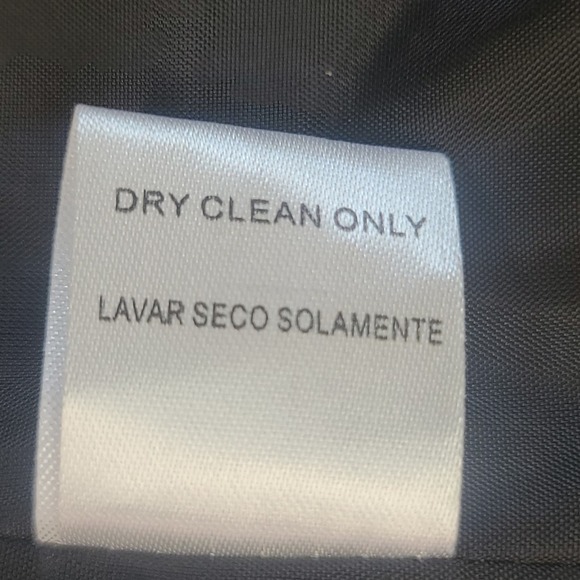 DRY CLEAN ONLY
LAVAR SECO SOLAMENTE